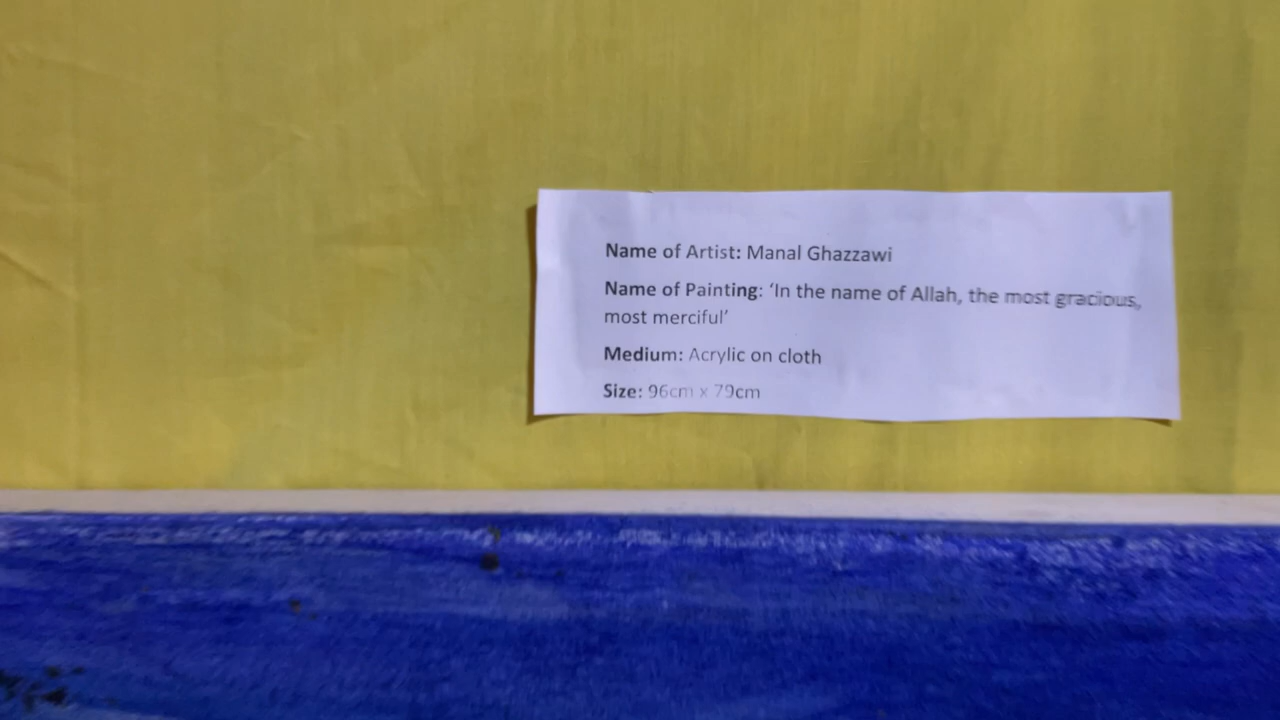 Name of Artist: Manal Ghazzawi
Name of Painting: ‘In the name of Allah, the most gracious,
most merciful’
Medium: Acrylic on cloth
Size: 96cm x 79cm